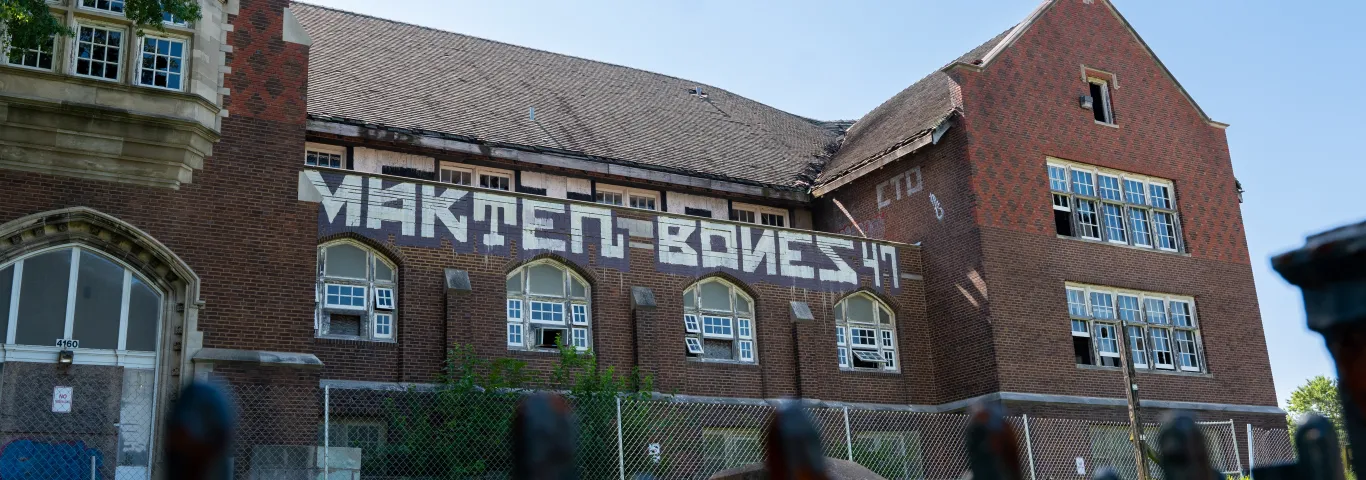 MAKTEN BONES 47
CTO
4160
NO